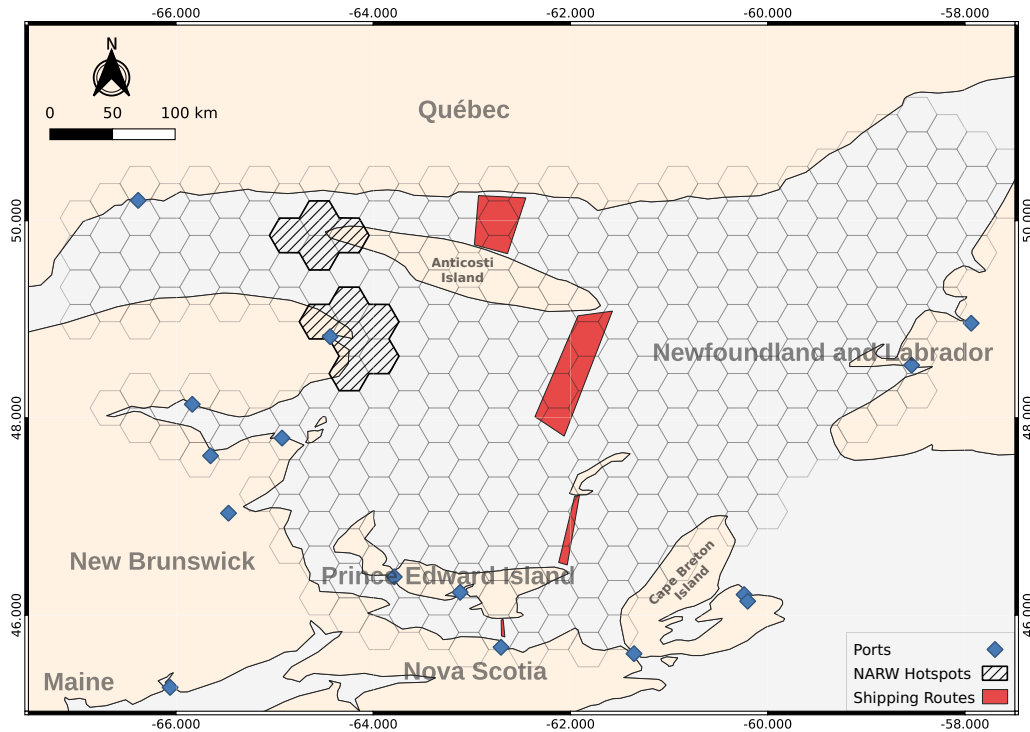 -66.000 -64.000 -62.000 -60.000 -58.000
N
0 50 100 km
Québec
50.000
50.000
Anticosti
Island
Newfoundland and Labrador
48.000
48.000
New Brunswick
Prince Edward Island
Cape Breton
Island
46.000
46.000
Nova Scotia
Maine
Ports
NARW Hotspots
Shipping Routes
-66.000 -64.000 -62.000 -60.000 -58.000